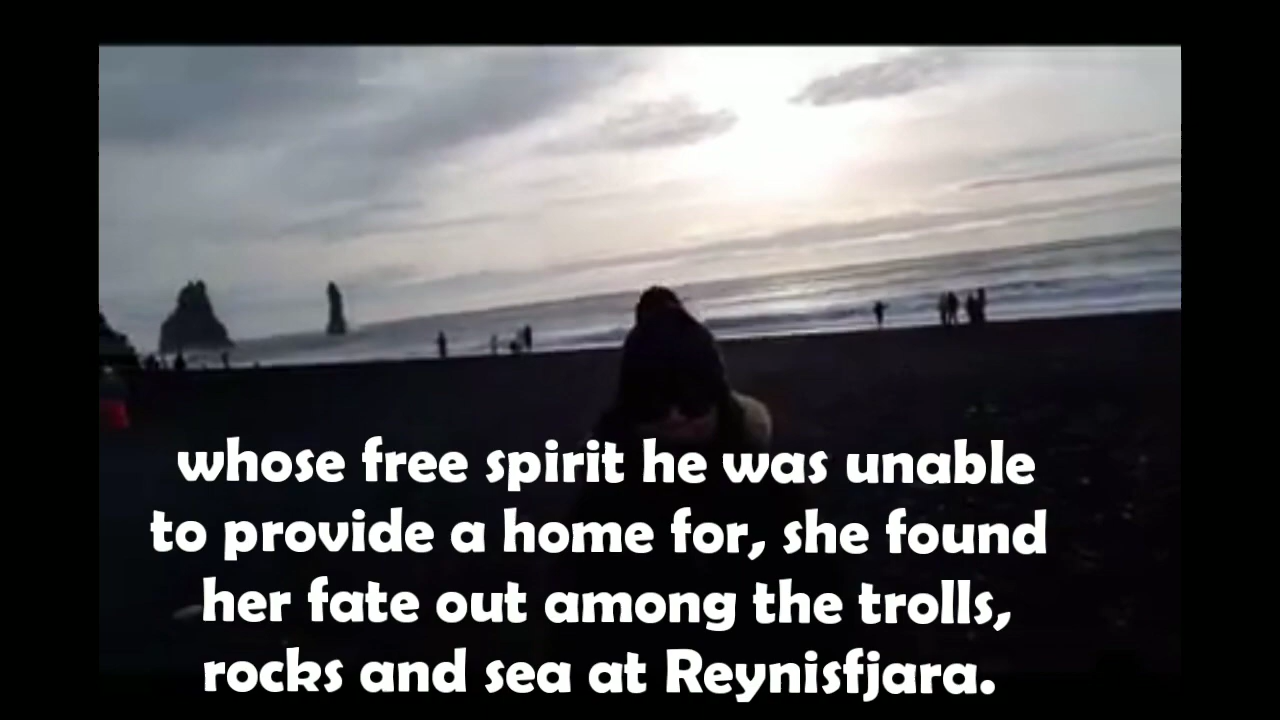 whose free spirit he was unable
to provide a home for, she found
her fate out among the trolls,
rocks and sea at Reynisfjara.